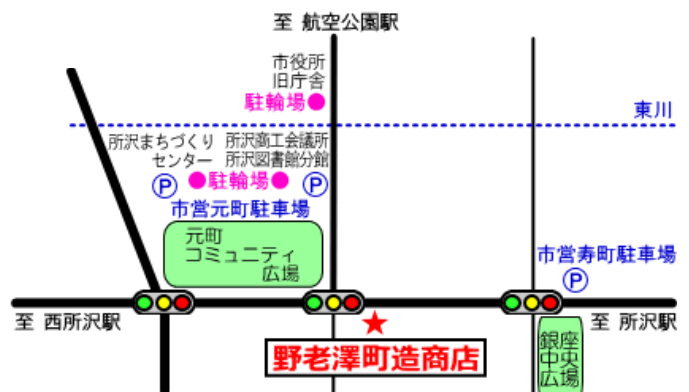 至 航空公園駅
市役所
旧庁舎
駐輪場●
東川
所沢まちづくり
センター
所沢商工会議所
所沢図書館分館
P
●駐輪場●
P
市営元町駐車場
元町
コミュニティ
広場
市営寿町駐車場
P
至 西所沢駅
至 所沢駅
★
野老澤町造商店
銀座
中央
広場